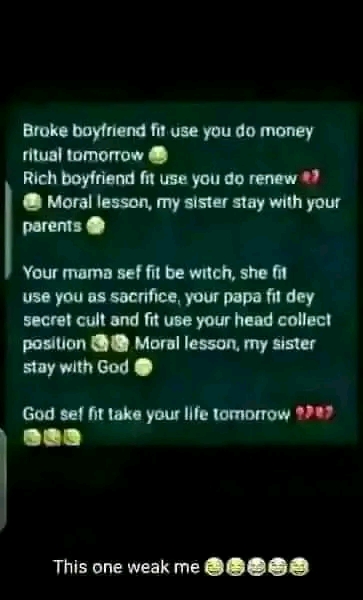 Broke boyfriend fit use you do money
ritual tomorrow 😂
Rich boyfriend fit use you do renew 💔
😂 Moral lesson, my sister stay with your
parents 😁
Your mama sef fit be witch, she fit
use you as sacrifice, your papa fit dey
secret cult and fit use your head collect
position 🤣🤣 Moral lesson, my sister
stay with God 😁
God sef fit take your life tomorrow 💔💔
🤣🤣🤣
This one weak me 😂😂😂😂😂